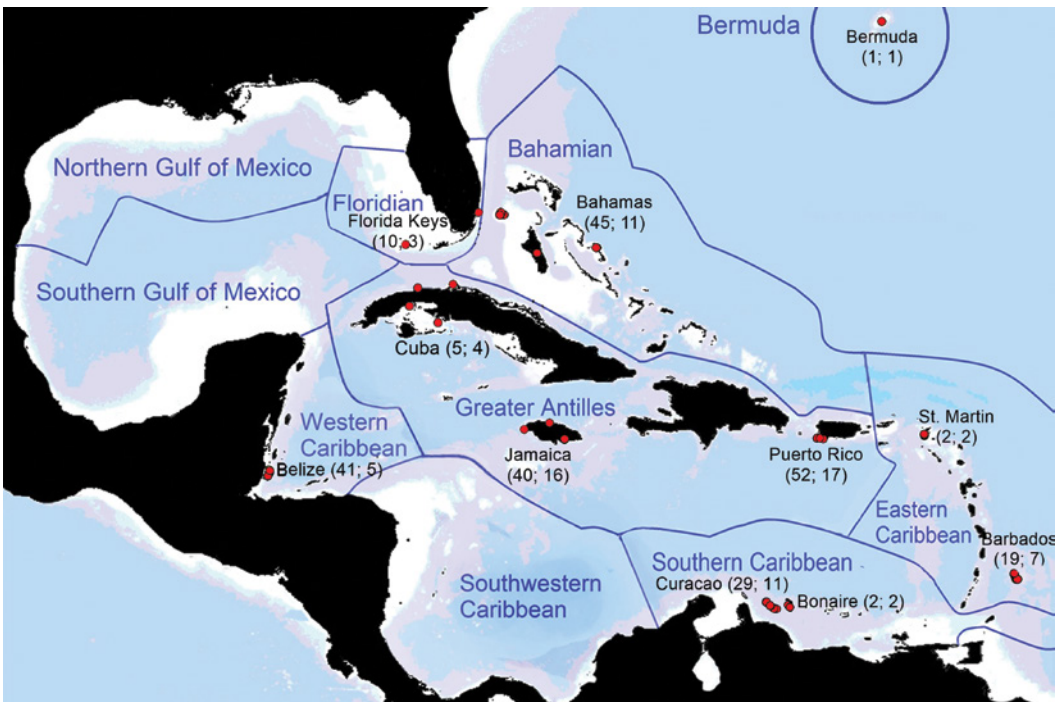 Bermuda
Bermuda
(1; 1)
Bahamian
Northern Gulf of Mexico
Floridian
Florida Keys
(10; 3)
Bahamas
(45; 11)
Southern Gulf of Mexico
Cuba (5; 4)
Western
Caribbean
Greater Antilles
Jamaica
(40; 16)
Puerto Rico
(52; 17)
St. Martin
(2; 2)
Belize (41; 5)
Eastern
Caribbean
Barbados
(19; 7)
Southwestern
Caribbean
Southern Caribbean
Curacao (29; 11)
Bonaire (2; 2)